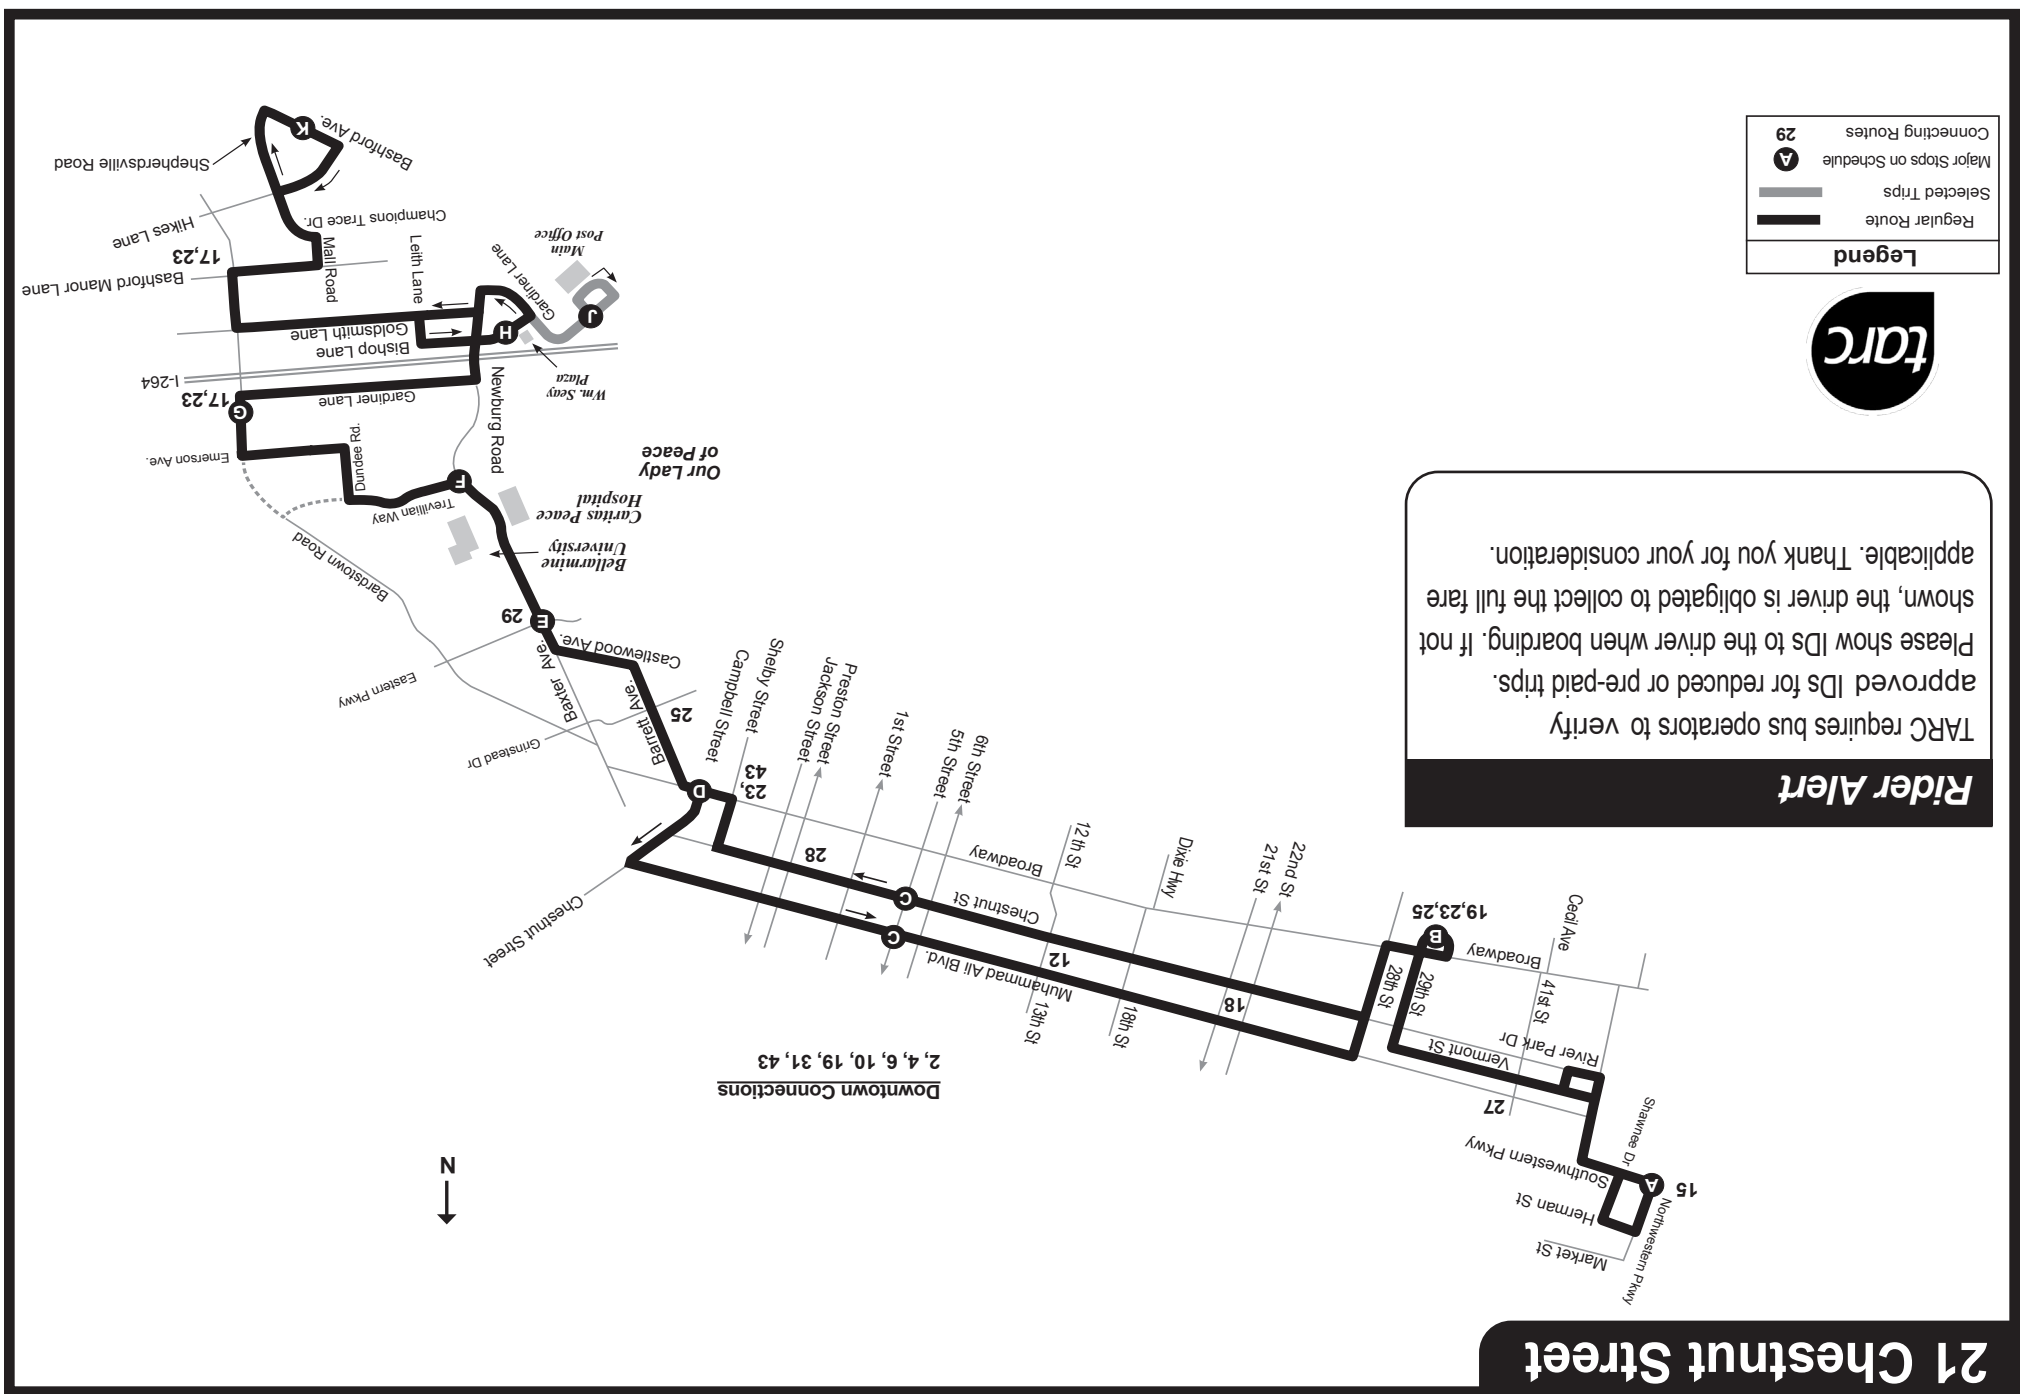 21 Chestnut Street
Market St
Northwestern Pkwy
Herman St
15
A
Southwestern Pkwy
Shawnee Dr
27
River Park Dr
Vermont St
41st St
29th St
28th St
Broadway
Cecil Ave
B
19,23,25
N
Downtown Connections
2, 4, 6, 10, 19, 31, 43
18
18th St
13th St
12
Muhammad Ali Blvd.
C
Chestnut St
C
28
22nd St
21st St
Dixie Hwy
12th St
Broadway
6th Street
5th Street
1st Street
Preston Street
Jackson Street
Shelby Street
Campbell Street
Chestnut Street
23,
43
D
Barrett Ave.
25
Grinstead Dr
Castlewood Ave.
Baxter Ave.
Eastern Pkwy
E
29
Bellarmine
University
Caritas Peace
Hospital
Our Lady
of Peace
Bardstown Road
Trevillian Way
F
Dundee Rd.
Emerson Ave.
Newburg Road
G
17,23
Gardiner Lane
I-264
Wm. Seay
Plaza
Bishop Lane
Goldsmith Lane
H
J
Gardiner Lane
Main
Post Office
Leith Lane
Mall Road
Bashford Manor Lane
17,23
Hikes Lane
Champions Trace Dr.
Shepherdsville Road
Bashford Ave.
K
Rider Alert
TARC requires bus operators to verify
approved IDs for reduced or pre-paid trips.
Please show IDs to the driver when boarding. If not
shown, the driver is obligated to collect the full fare
applicable. Thank you for your consideration.
tarc
Legend
Regular Route
Selected Trips
Major Stops on Schedule A
Connecting Routes 29